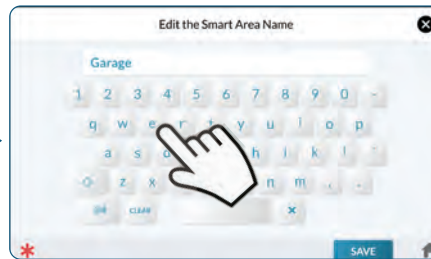 Edit the Smart Area Name
Garage
1 2 3 4 5 6 7 8 9 0 -
q w e r t y u i o p
a s d h j k l '
z x n m , .
CLEAR ×
SAVE